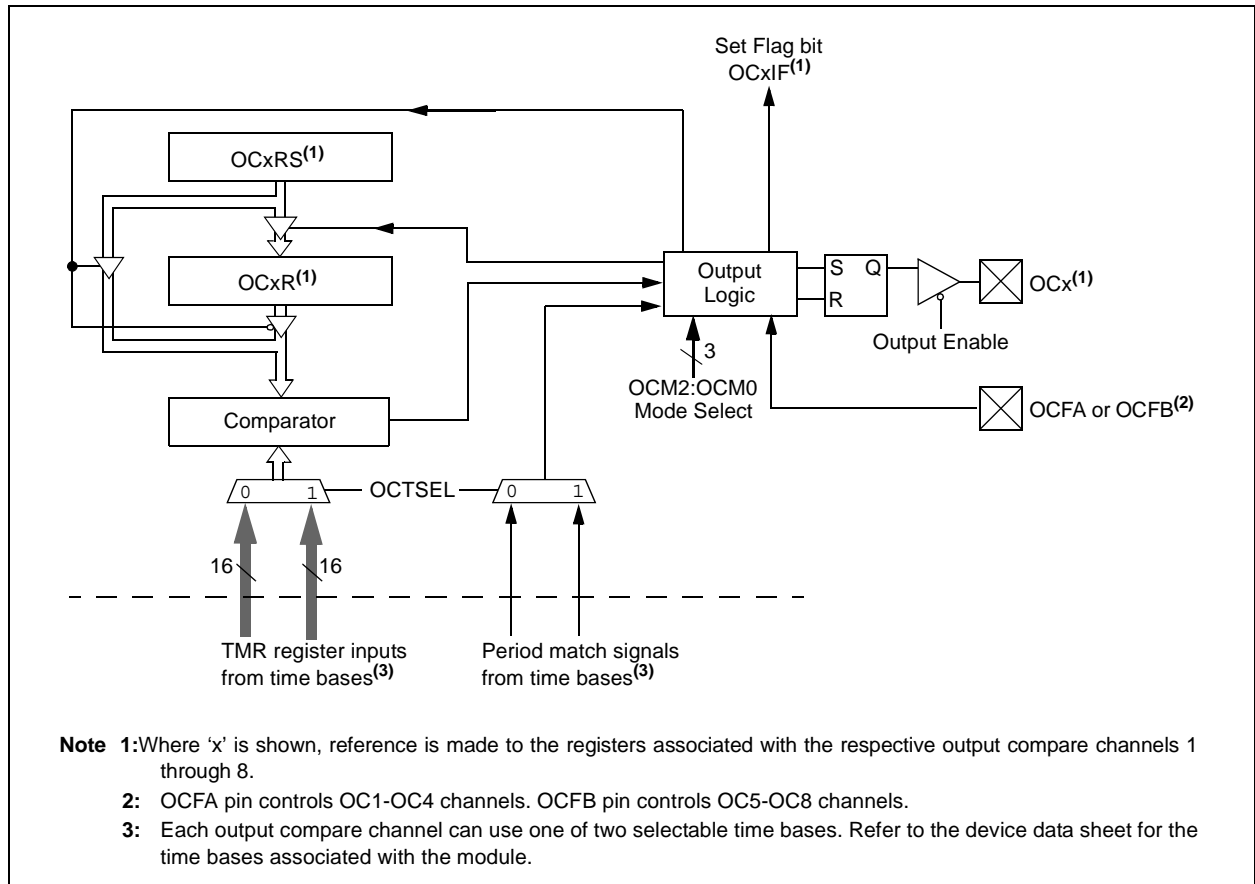 Set Flag bit
OCxIF(1)
OCxRS(1)
OCxR(1)
Output
Logic
S Q
R
OCx(1)
Output Enable
3
OCM2:OCM0
Mode Select
OCFA or OCFB(2)
Comparator
0 1
OCTSEL
0 1
16
16
TMR register inputs
from time bases(3)
Period match signals
from time bases(3)
Note 1:Where ‘x’ is shown, reference is made to the registers associated with the respective output compare channels 1
through 8.
2: OCFA pin controls OC1-OC4 channels. OCFB pin controls OC5-OC8 channels.
3: Each output compare channel can use one of two selectable time bases. Refer to the device data sheet for the
time bases associated with the module.